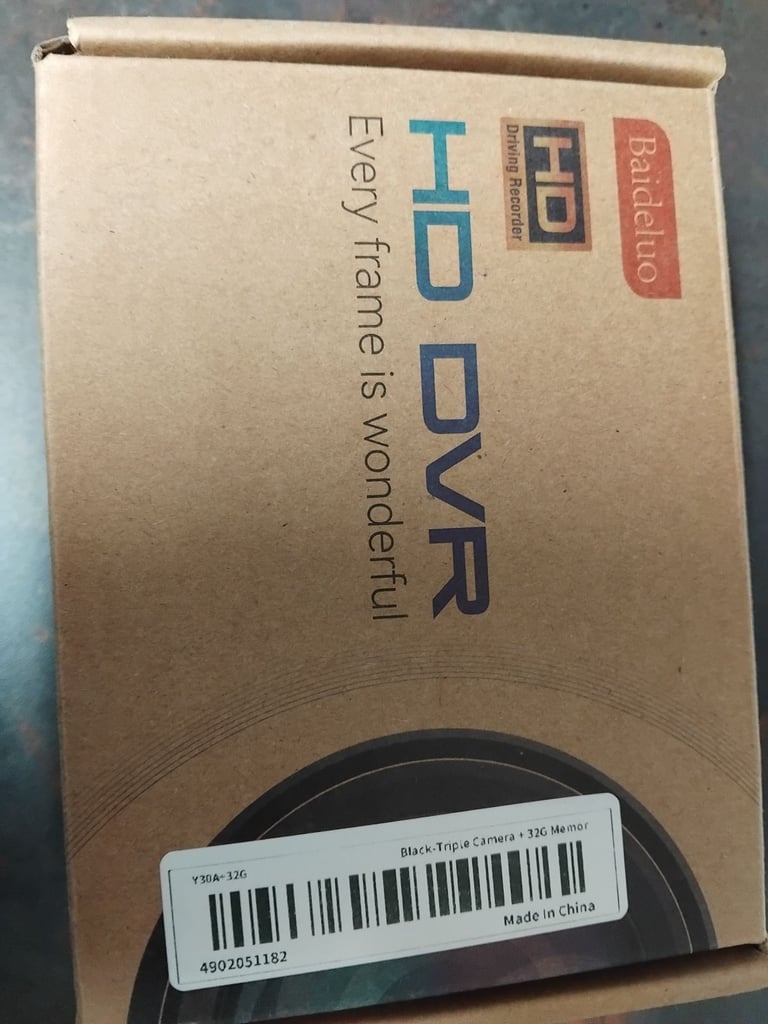 Baideluo
HD
Driving Recorder
HD DVR
Every frame is wonderful
Y30A-32G
Black-Triple Camera + 32G Memor
4902051182
Made In China